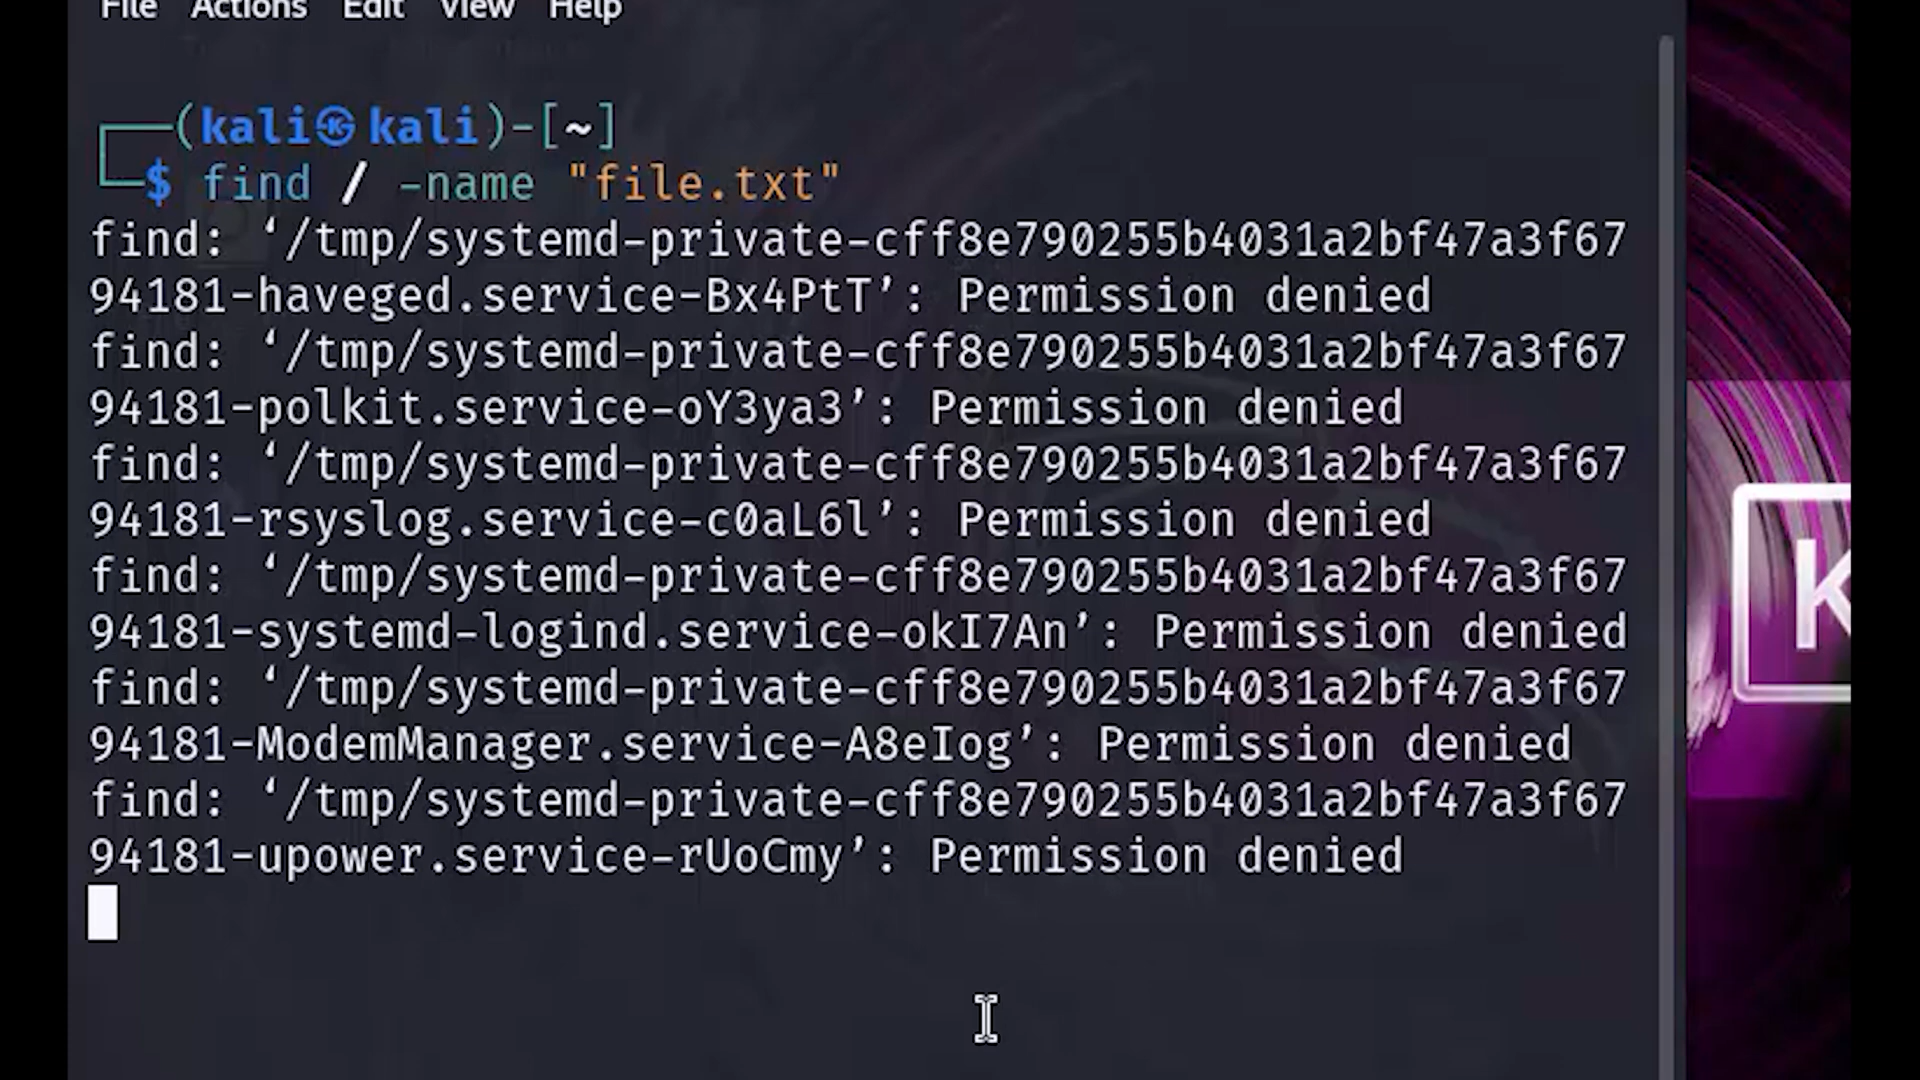 File Actions Edit View Help
(kali㉿kali)-[~]
$ find / -name "file.txt"
find: ‘/tmp/systemd-private-cff8e790255b4031a2bf47a3f67
94181-haveged.service-Bx4PtT’: Permission denied
find: ‘/tmp/systemd-private-cff8e790255b4031a2bf47a3f67
94181-polkit.service-oY3ya3’: Permission denied
find: ‘/tmp/systemd-private-cff8e790255b4031a2bf47a3f67
94181-rsyslog.service-c0aL6l’: Permission denied
find: ‘/tmp/systemd-private-cff8e790255b4031a2bf47a3f67
94181-systemd-logind.service-okI7An’: Permission denied
find: ‘/tmp/systemd-private-cff8e790255b4031a2bf47a3f67
94181-ModemManager.service-A8eIog’: Permission denied
find: ‘/tmp/systemd-private-cff8e790255b4031a2bf47a3f67
94181-upower.service-rUoCmy’: Permission denied
K